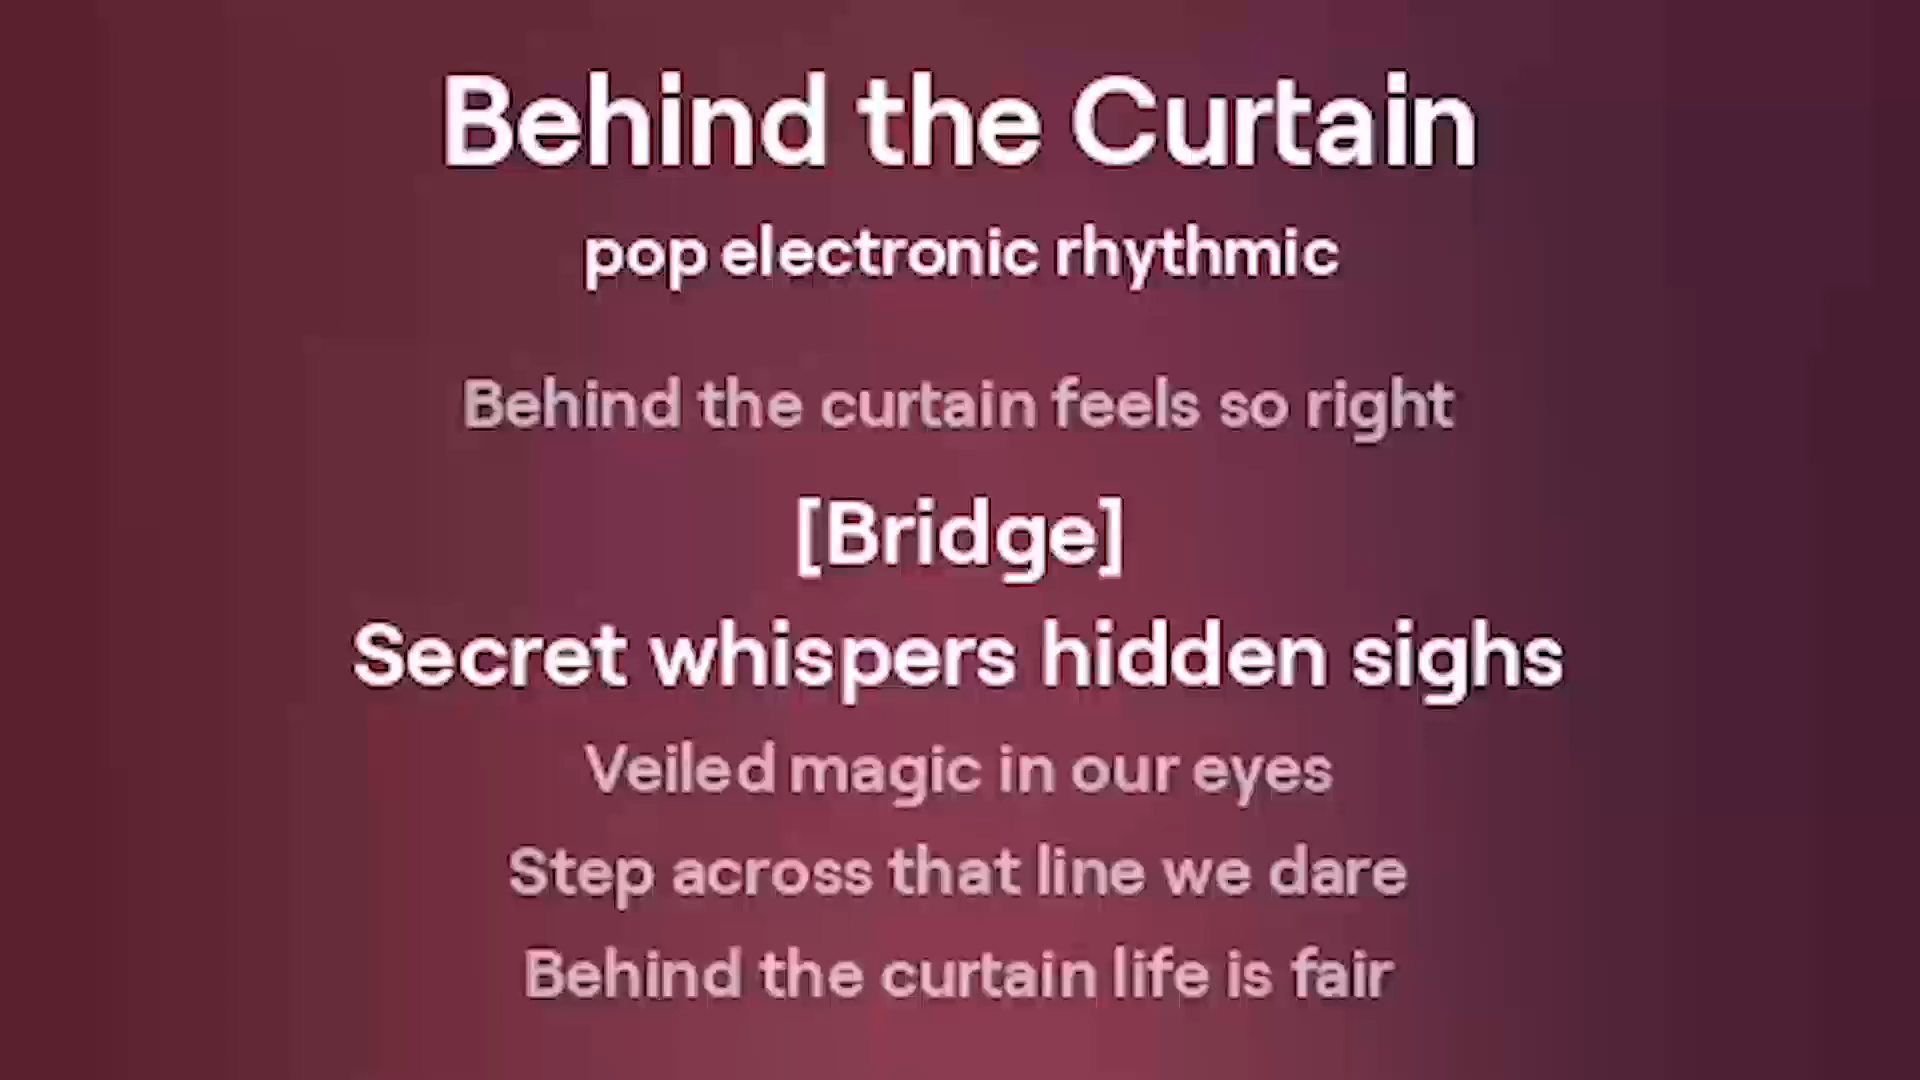 Behind the Curtain
pop electronic rhythmic
Behind the curtain feels so right
[Bridge]
Secret whispers hidden sighs
Veiled magic in our eyes
Step across that line we dare
Behind the curtain life is fair